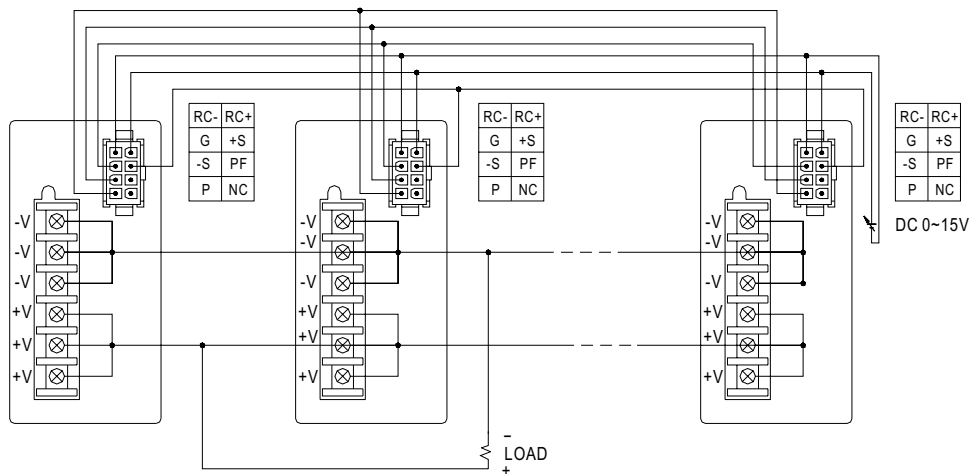 RC- RC+
G +S
-S PF
P NC
RC- RC+
G +S
-S PF
P NC
RC- RC+
G +S
-S PF
P NC
DC 0~15V
-V
-V
-V
+V
+V
+V
-V
-V
-V
+V
+V
+V
-V
-V
-V
+V
+V
+V
-
LOAD
+